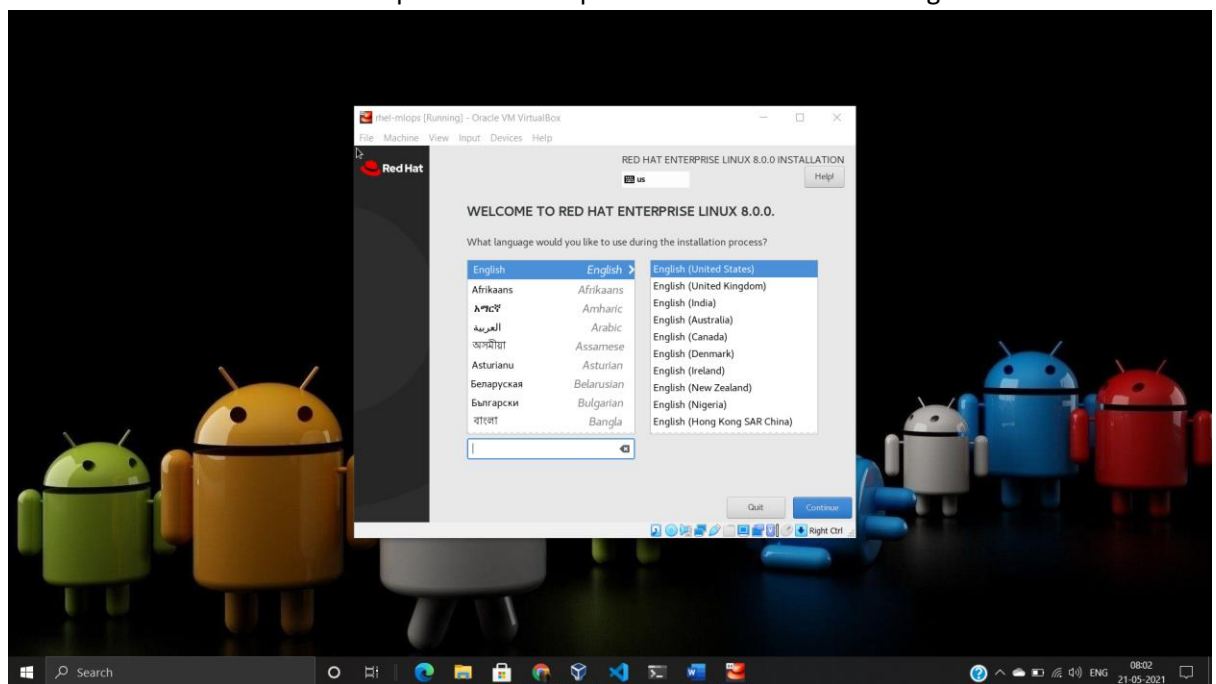 rhel-mlops [Running] - Oracle VM VirtualBox
File Machine View Input Devices Help
Red Hat
RED HAT ENTERPRISE LINUX 8.0.0 INSTALLATION
us
Help!
WELCOME TO RED HAT ENTERPRISE LINUX 8.0.0.
What language would you like to use during the installation process?
English English
Afrikaans Afrikaans
አማርኛ Amharic
العربية Arabic
অসমীয়া Assamese
Asturianu Asturian
Беларуская Belarusian
Български Bulgarian
বাংলা Bangla
English (United States)
English (United Kingdom)
English (India)
English (Australia)
English (Canada)
English (Denmark)
English (Ireland)
English (New Zealand)
English (Nigeria)
English (Hong Kong SAR China)
Quit Continue
Right Ctrl
Search
ENG
08:02
21-05-2021